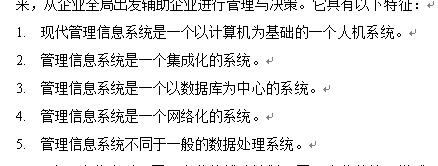 来，从企业全局出发辅助企业进行管理与决策。它具有以下特征：
1. 现代管理信息系统是一个以计算机为基础的一个人机系统。
2. 管理信息系统是一个集成化的系统。
3. 管理信息系统是一个以数据库为中心的系统。
4. 管理信息系统是一个网络化的系统。
5. 管理信息系统不同于一般的数据处理系统。